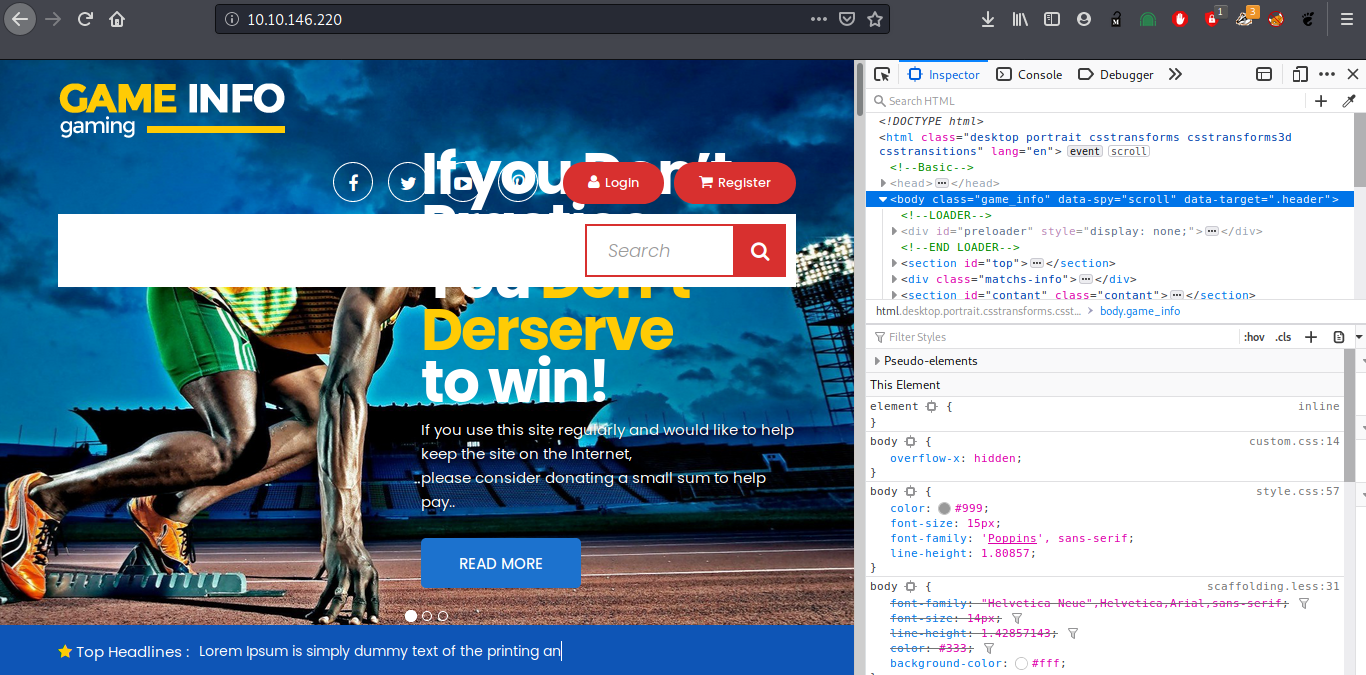 10.10.146.220
1
3
GAME INFO
gaming
If you Don't
Login
Register
Practice
Search
You Don't
Derserve
to win!
If you use this site regularly and would like to help
keep the site on the Internet,
..please consider donating a small sum to help
pay..
READ MORE
Top Headlines : Lorem Ipsum is simply dummy text of the printing an
Inspector Console Debugger
Search HTML
<!DOCTYPE html>
<html class="desktop portrait csstransforms csstransforms3d
csstransitions" lang="en"> event scroll
<!--Basic-->
<head> </head>
<body class="game_info" data-spy="scroll" data-target=".header">
<!--LOADER-->
<div id="preloader" style="display: none;"> </div>
<!--END LOADER-->
<section id="top"> </section>
<div class="matchs-info"> </div>
<section id="contant" class="contant"> </section>
html.desktop.portrait.csstransforms.csst… > body.game_info
Filter Styles :hov .cls
Pseudo-elements
This Element
element { inline
}
body { custom.css:14
overflow-x: hidden;
}
body { style.css:57
color: #999;
font-size: 15px;
font-family: 'Poppins', sans-serif;
line-height: 1.80857;
}
body { scaffolding.less:31
font-family: "Helvetica Neue",Helvetica,Arial,sans-serif;
font-size: 14px;
line-height: 1.42857143;
color: #333;
background-color: #fff;
}